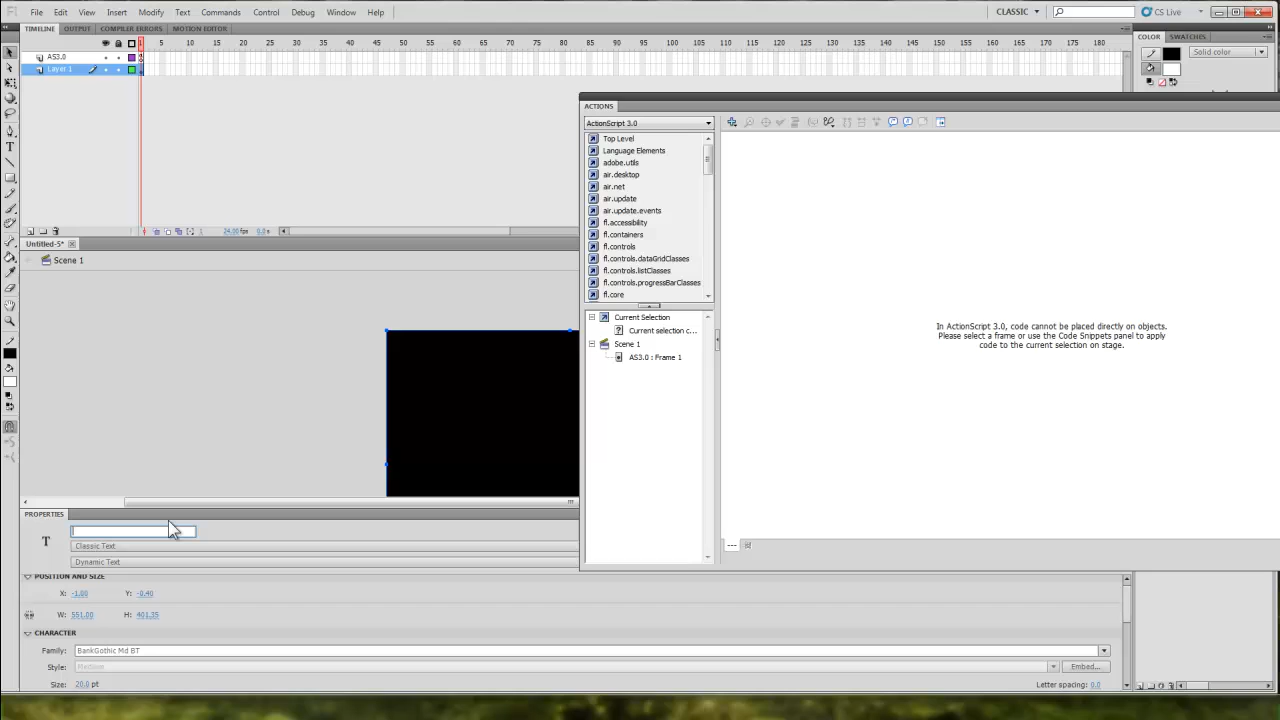 Fl File Edit View Insert Modify Text Commands Control Debug Window Help CLASSIC CS Live
TIMELINE OUTPUT COMPILER ERRORS MOTION EDITOR
COLOR SWATCHES
1 5 10 15 20 25 30 35 40 45 50 55 60 65 70 75 80 85 90 95 100 105 110 115 120 125 130 135 140 145 150 155 160 165 170 175 180
Solid color
AS3.0
Layer 1
ACTIONS
ActionScript 3.0
Top Level
Language Elements
adobe.utils
air.desktop
air.net
air.update
air.update.events
fl.accessibility
fl.containers
fl.controls
fl.controls.dataGridClasses
fl.controls.listClasses
fl.controls.progressBarClasses
fl.core
24.00 fps 0.0s
Untitled-5*
Scene 1
Current Selection
Current selection c...
Scene 1
AS3.0 : Frame 1
In ActionScript 3.0, code cannot be placed directly on objects.
Please select a frame or use the Code Snippets panel to apply
code to the current selection on stage.
PROPERTIES
T
Classic Text
Dynamic Text
POSITION AND SIZE
X: -1.00 Y: -0.40
W: 551.00 H: 401.35
CHARACTER
Family: BankGothic Md BT
Style: Medium Embed...
Size: 20.0 pt Letter spacing: 0.0